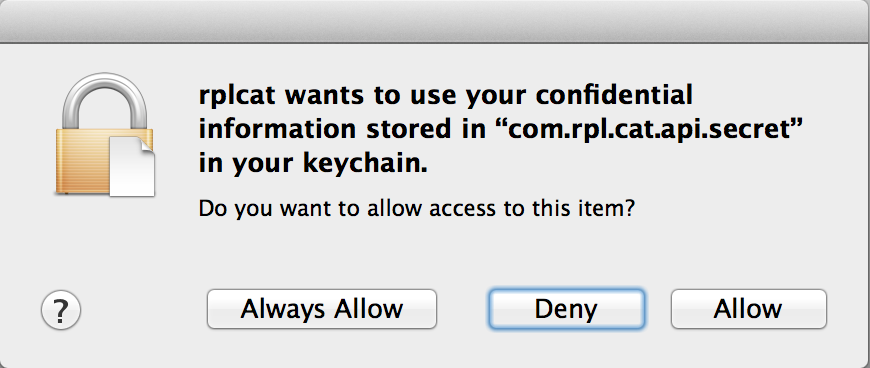 rplcat wants to use your confidential
information stored in “com.rpl.cat.api.secret”
in your keychain.
Do you want to allow access to this item?
? Always Allow Deny Allow